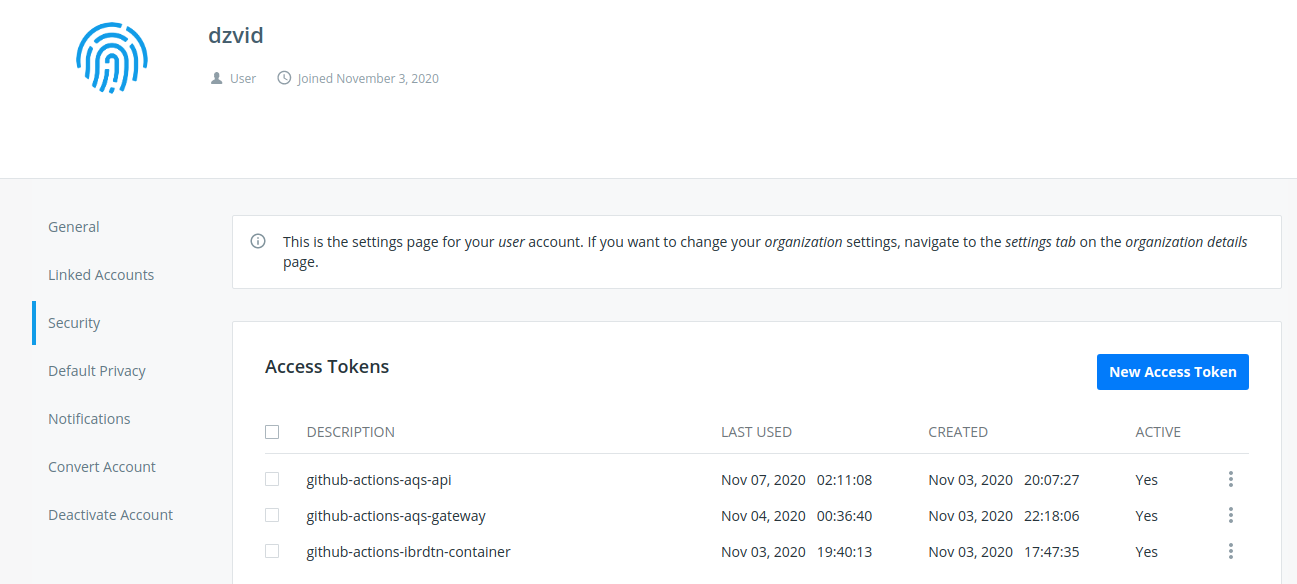 dzvid
User Joined November 3, 2020
General
Linked Accounts
Security
Default Privacy
Notifications
Convert Account
Deactivate Account
This is the settings page for your user account. If you want to change your organization settings, navigate to the settings tab on the organization details
page.
Access Tokens
New Access Token
DESCRIPTION LAST USED CREATED ACTIVE
github-actions-aqs-api Nov 07, 2020 02:11:08 Nov 03, 2020 20:07:27 Yes
github-actions-aqs-gateway Nov 04, 2020 00:36:40 Nov 03, 2020 22:18:06 Yes
github-actions-ibrdtn-container Nov 03, 2020 19:40:13 Nov 03, 2020 17:47:35 Yes